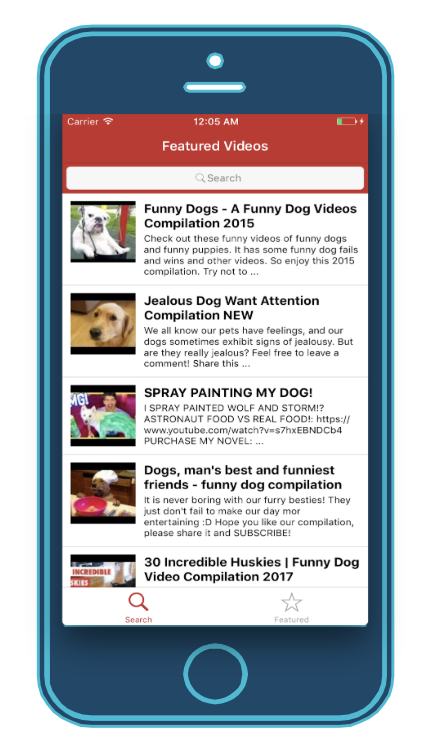 Carrier
12:05 AM
Featured Videos
Search
Funny Dogs - A Funny Dog Videos
Compilation 2015
Check out these funny videos of funny dogs
and funny puppies. It has some funny dog fails
and wins and other videos. So enjoy this 2015
compilation. Try not to ...
Jealous Dog Want Attention
Compilation NEW
We all know our pets have feelings, and our
dogs sometimes exhibit signs of jealousy. But
are they really jealous? Feel free to leave a
comment! Share this ...
MG!
SPRAY PAINTING MY DOG!
I SPRAY PAINTED WOLF AND STORM!?
ASTRONAUT FOOD VS REAL FOOD!: https://
www.youtube.com/watch?v=s7hxEBNDCb4
PURCHASE MY NOVEL: ...
Dogs, man's best and funniest
friends - funny dog compilation
It is never boring with our furry besties! They
just don't fail to make our day mor
entertaining :D Hope you like our compilation,
please share it and SUBSCRIBE!
INCREDIBLE
SKIES
30 Incredible Huskies | Funny Dog
Video Compilation 2017
Search
Featured